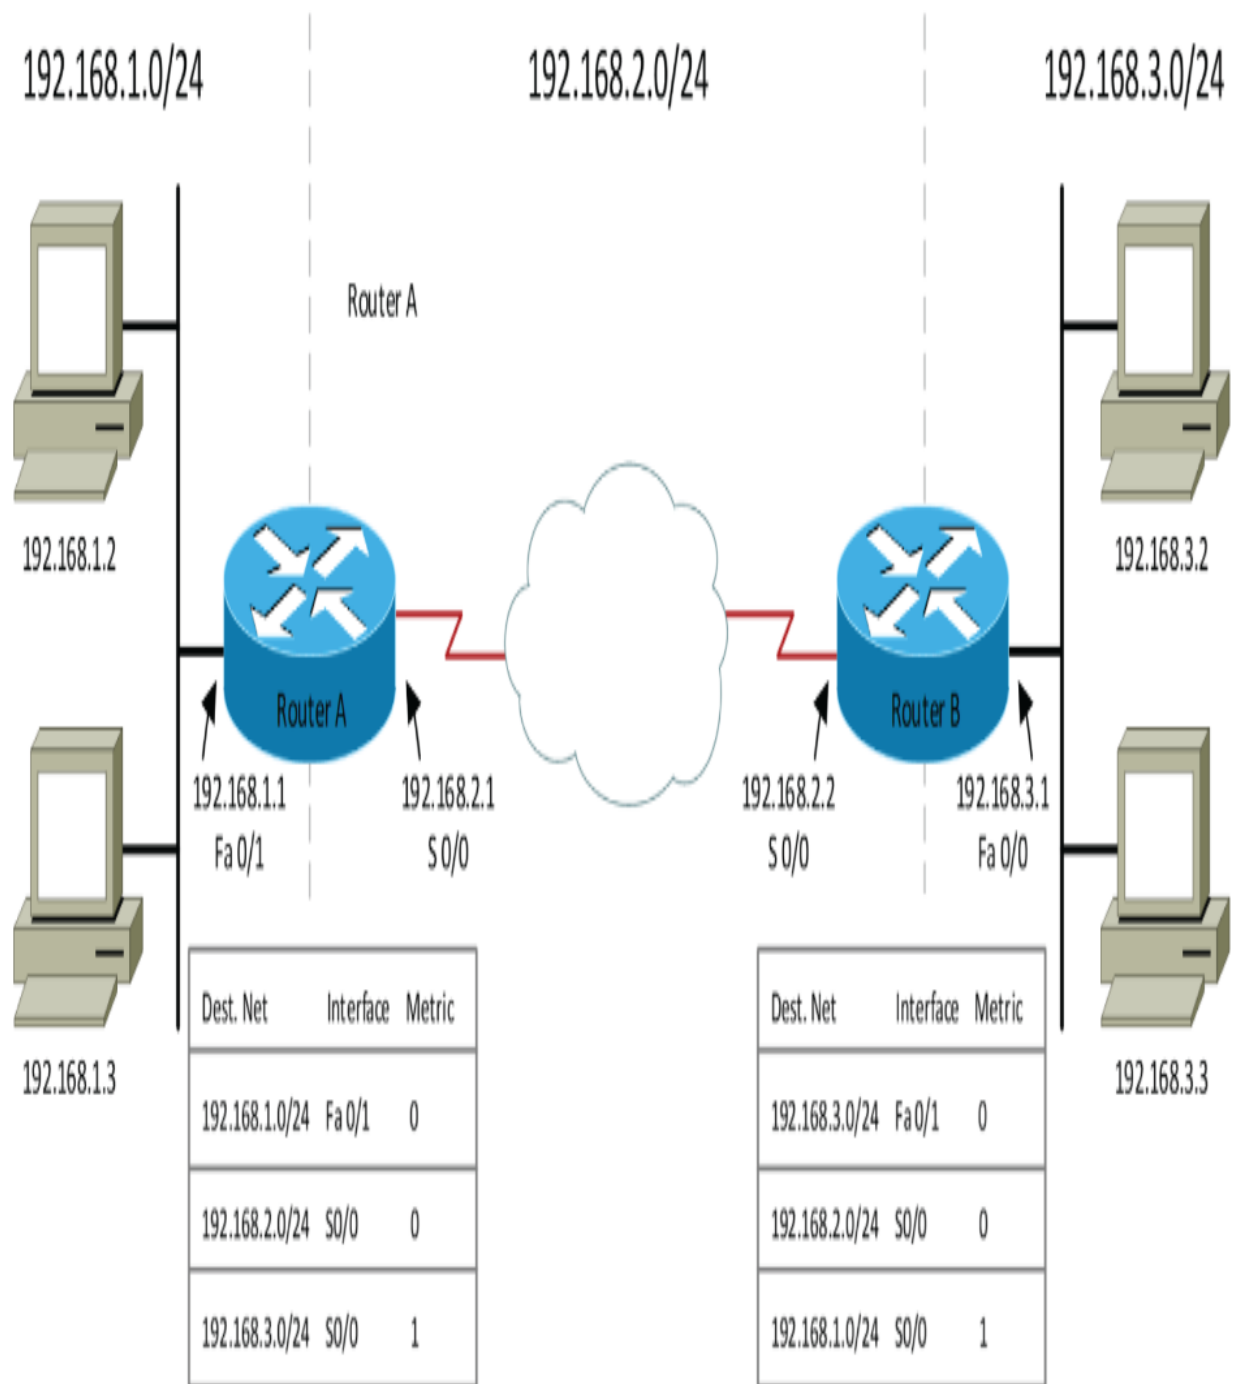 192.168.1.0/24 192.168.2.0/24 192.168.3.0/24
Router A
192.168.1.2 192.168.3.2
Router A Router B
192.168.1.1 192.168.2.1 192.168.2.2 192.168.3.1
Fa 0/1 S 0/0 S 0/0 Fa 0/0
192.168.1.3 192.168.3.3
Dest. Net Interface Metric
192.168.1.0/24 Fa 0/1 0
192.168.2.0/24 S0/0 0
192.168.3.0/24 S0/0 1
Dest. Net Interface Metric
192.168.3.0/24 Fa 0/1 0
192.168.2.0/24 S0/0 0
192.168.1.0/24 S0/0 1